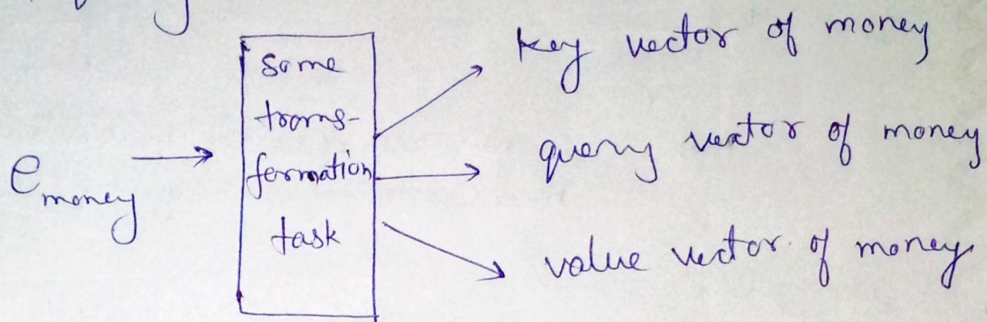 key vector of money
some
trans-
formation
task
e money
query vector of money
value vector of money